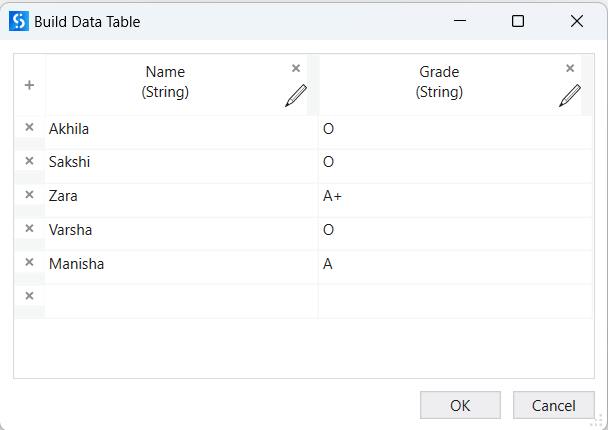 Build Data Table
Name Grade
(String) (String)
Akhila O
Sakshi O
Zara A+
Varsha O
Manisha A
OK Cancel